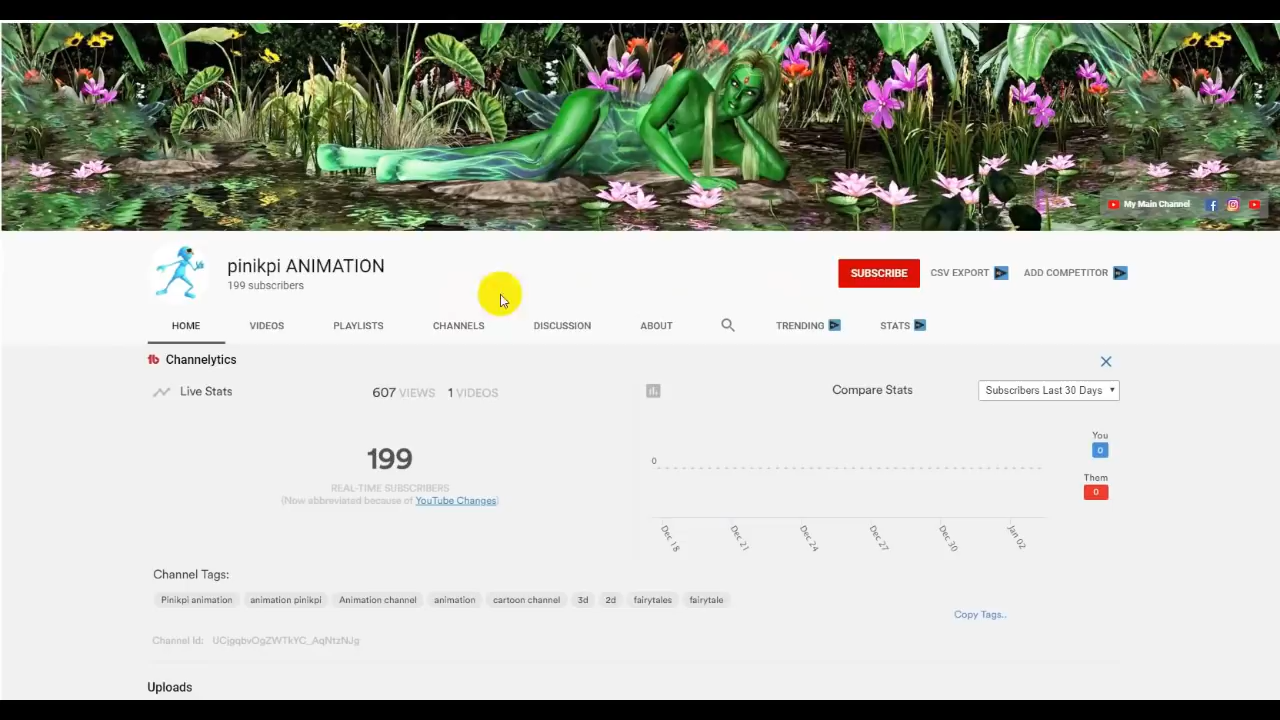 My Main Channel
pinikpi ANIMATION
199 subscribers
SUBSCRIBE
CSV EXPORT
ADD COMPETITOR
HOME
VIDEOS
PLAYLISTS
CHANNELS
DISCUSSION
ABOUT
TRENDING
STATS
tb Channelytics
Live Stats
607 VIEWS 1 VIDEOS
Compare Stats
Subscribers Last 30 Days
199
REAL-TIME SUBSCRIBERS
(Now abbreviated because of YouTube Changes)
You
0
Them
0
0
Dec 18
Dec 21
Dec 24
Dec 27
Dec 30
Jan 02
Channel Tags:
Pinikpi animation
animation pinikpi
Animation channel
animation
cartoon channel
3d
2d
fairytales
fairytale
Copy Tags..
Channel Id:
Uploads